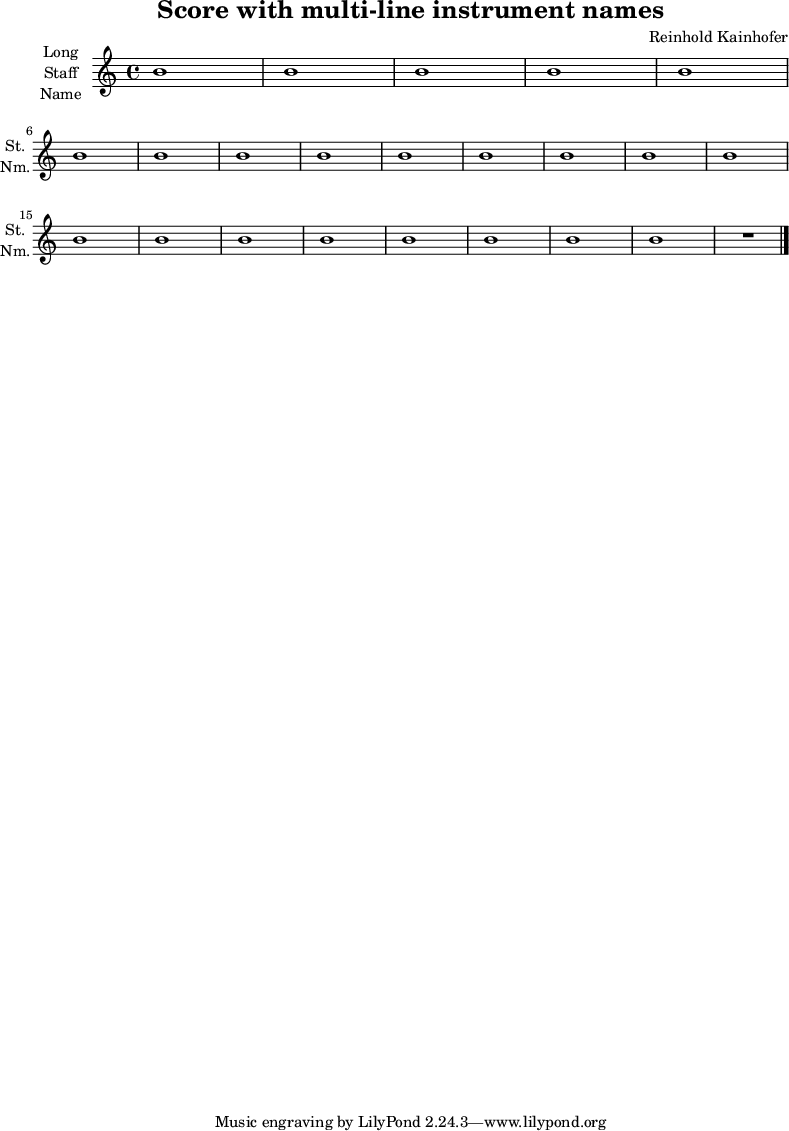 Score with multi-line instrument names
Reinhold Kainhofer
Long
Staff
Name
6
St.
Nm.
15
St.
Nm.
Music engraving by LilyPond 2.24.3—www.lilypond.org